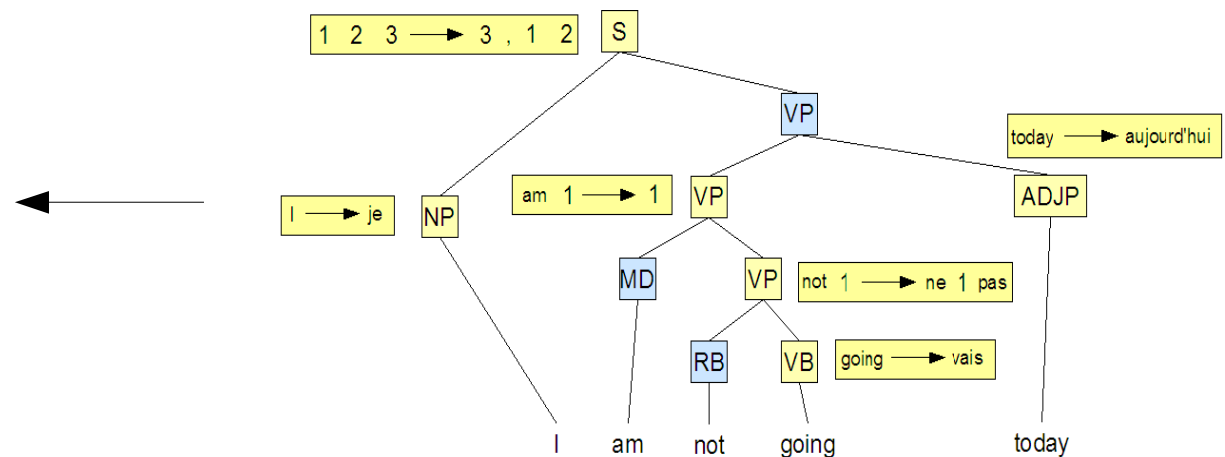 1 2 3 → 3 , 1 2
S
VP
today → aujourd'hui
I → je
NP
am 1 → 1
VP
ADJP
MD
VP
not 1 → ne 1 pas
RB
VB
going → vais
I am not going today